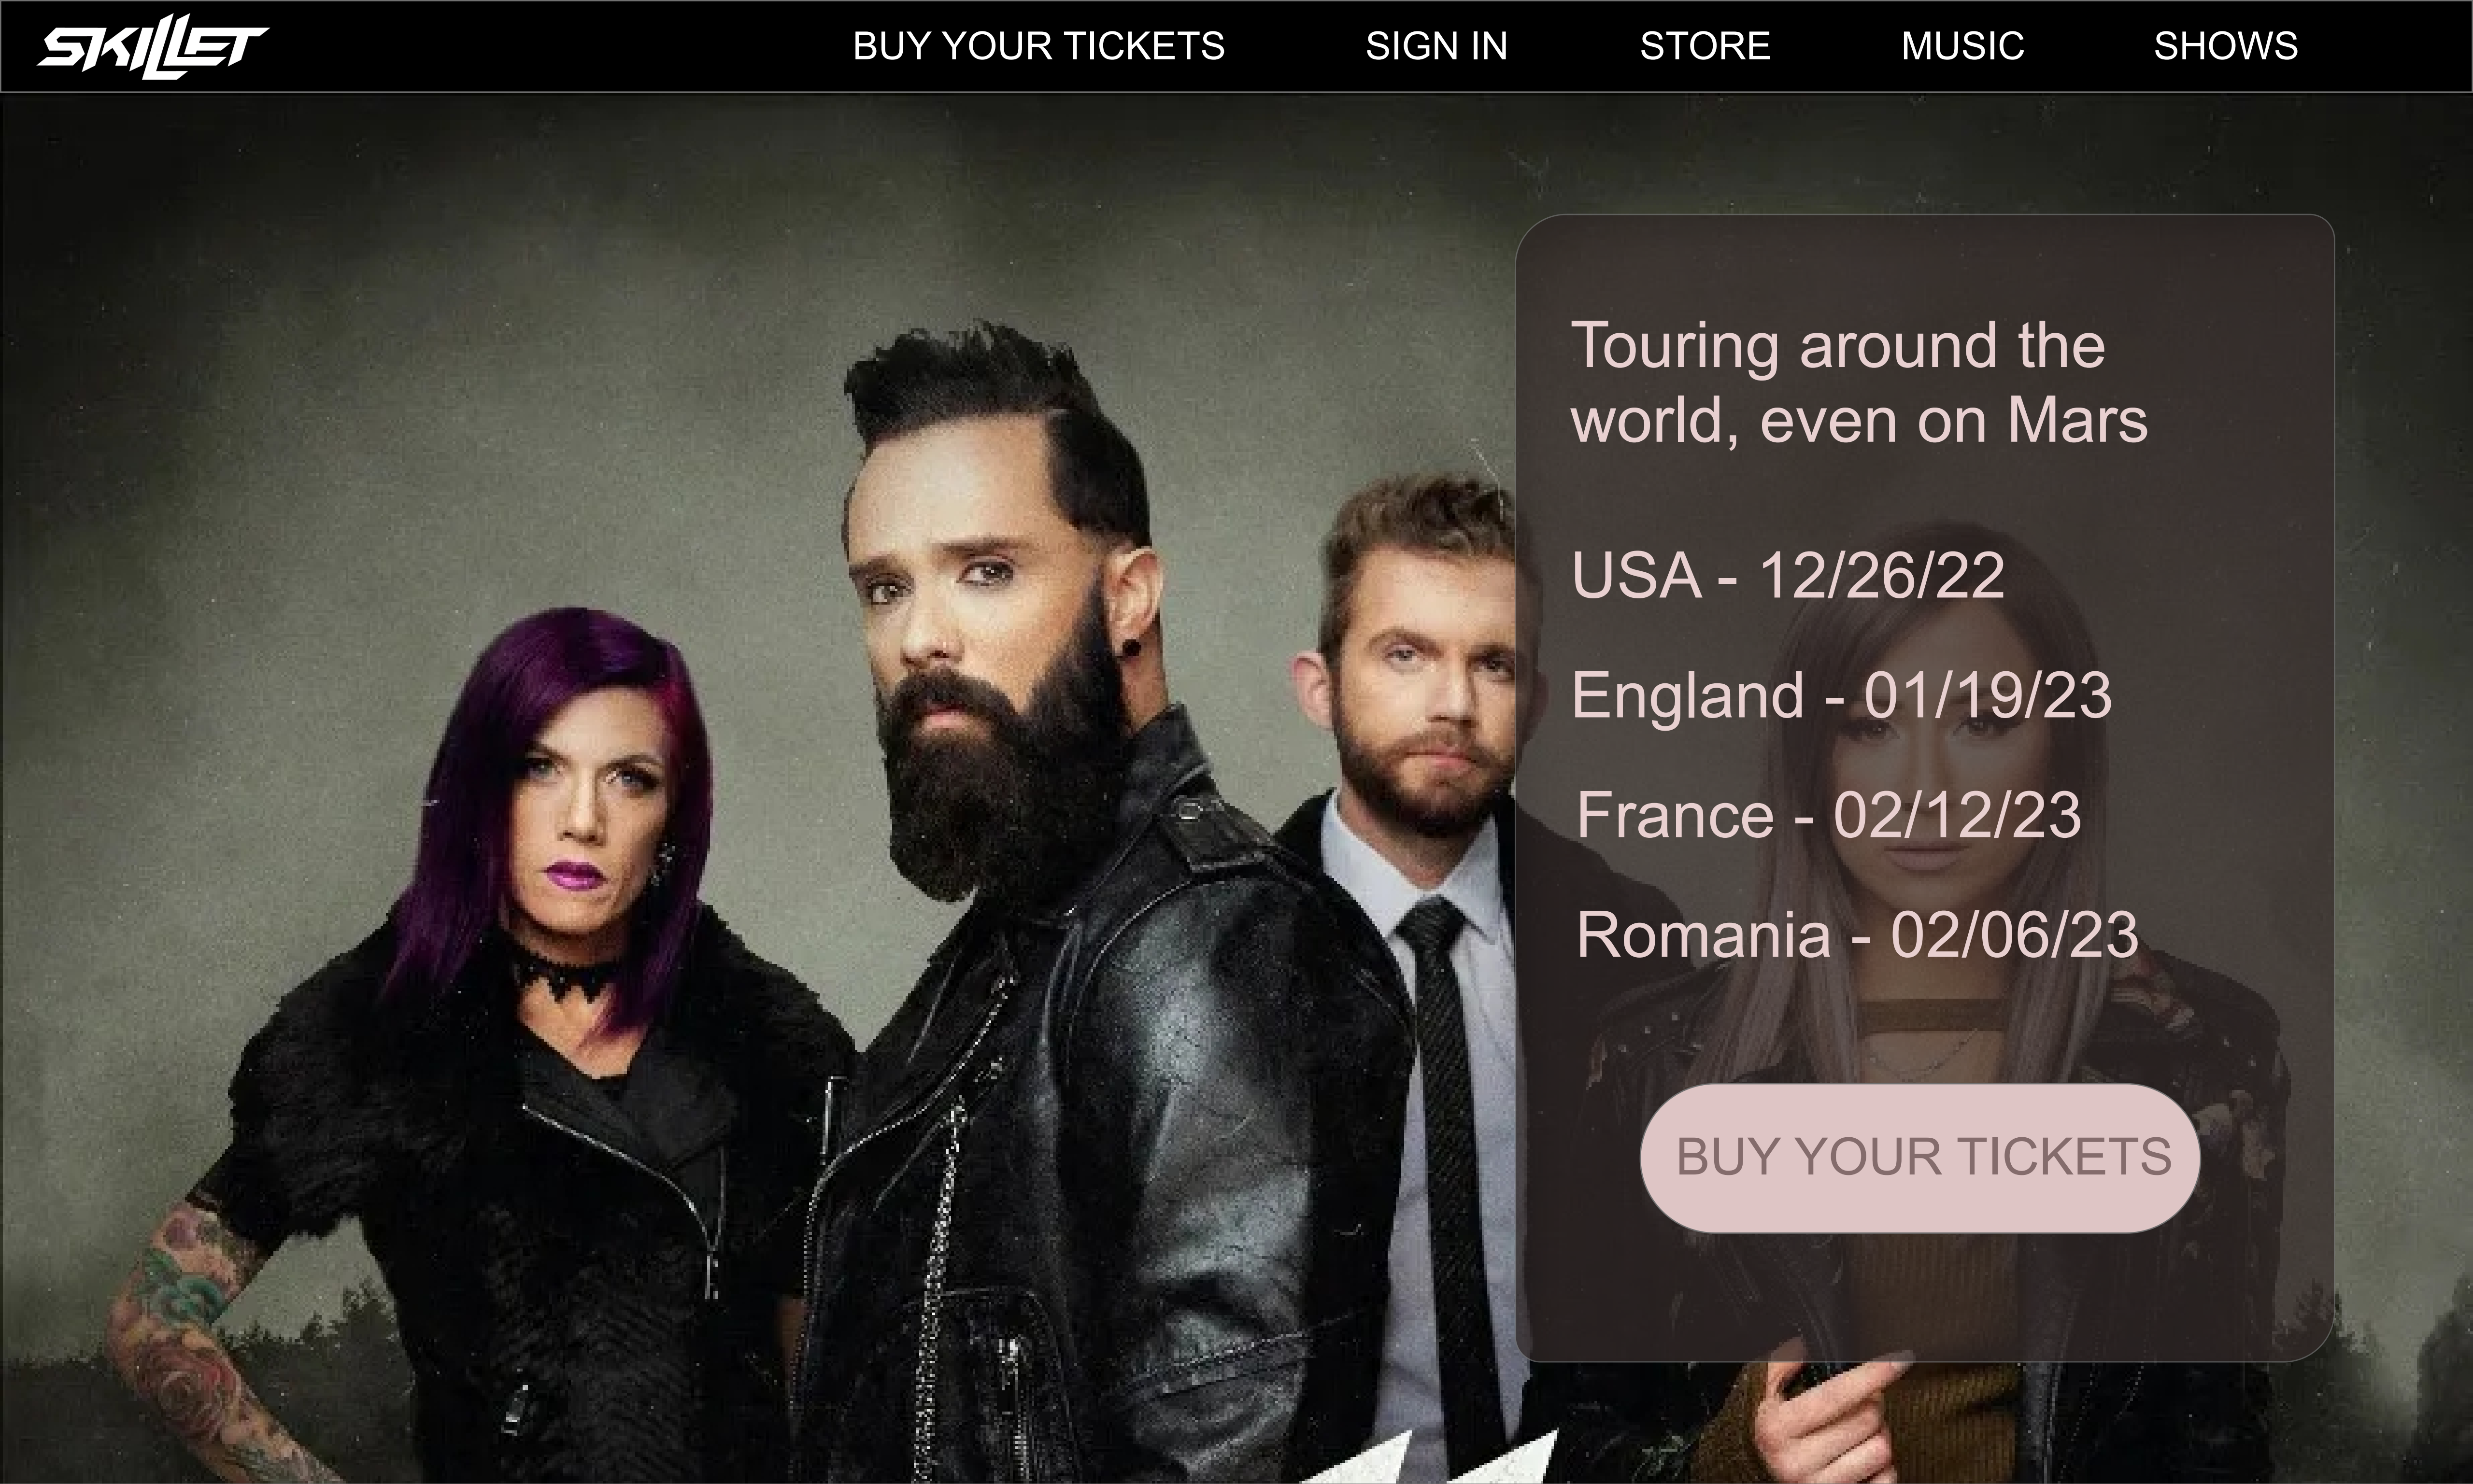 SKILLET
BUY YOUR TICKETS
SIGN IN
STORE
MUSIC
SHOWS
Touring around the
world, even on Mars
USA - 12/26/22
England - 01/19/23
France - 02/12/23
Romania - 02/06/23
BUY YOUR TICKETS